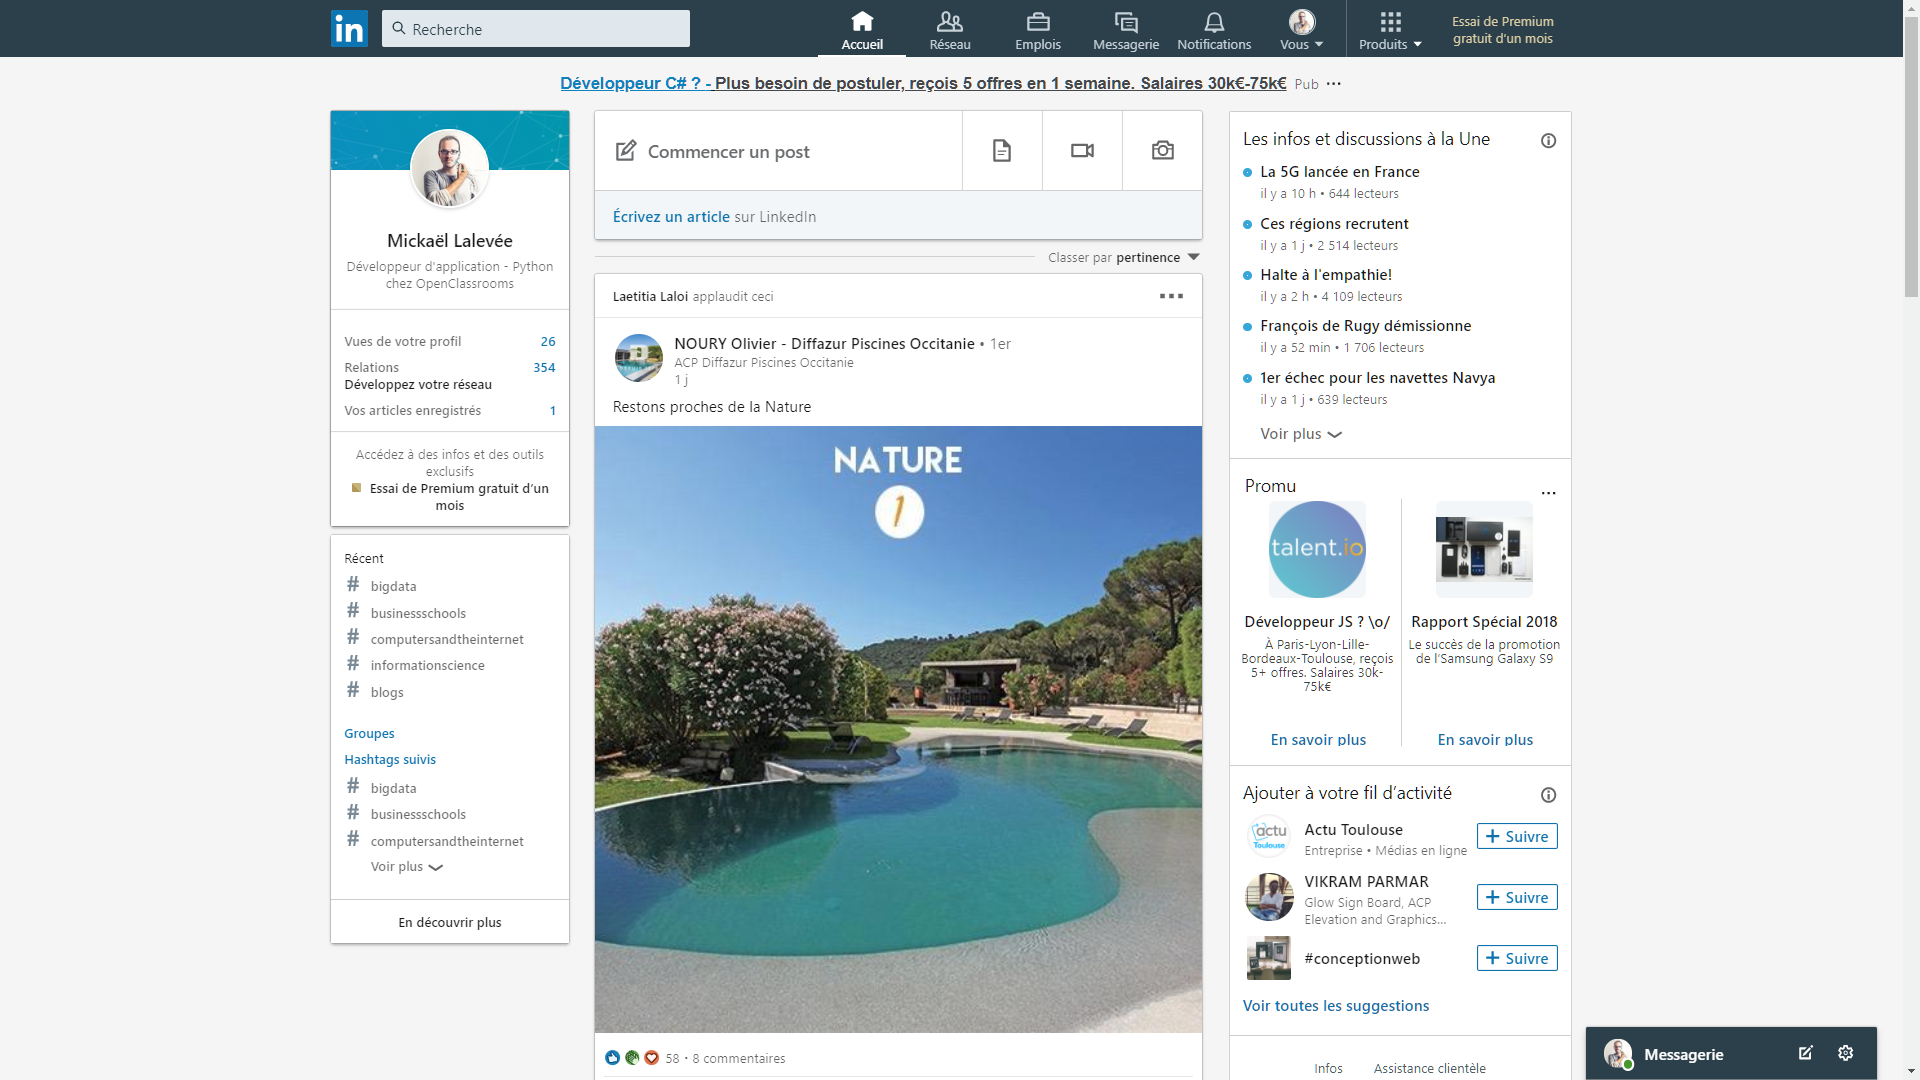 in
Recherche
Accueil
Réseau
Emplois
Messagerie
Notifications
Vous
Produits
Essai de Premium
gratuit d'un mois
Développeur C# ? - Plus besoin de postuler, reçois 5 offres en 1 semaine. Salaires 30k€-75k€ Pub
Mickaël Lalevée
Développeur d'application - Python
chez OpenClassrooms
Vues de votre profil 26
Relations 354
Développez votre réseau
Vos articles enregistrés 1
Accédez à des infos et des outils
exclusifs
Essai de Premium gratuit d'un
mois
Récent
# bigdata
# businessschools
# computersandtheinternet
# informationscience
# blogs
Groupes
Hashtags suivis
# bigdata
# businessschools
# computersandtheinternet
Voir plus
En découvrir plus
Commencer un post
Écrivez un article sur LinkedIn
Classer par pertinence
Laetitia Laloi applaudit ceci
NOURY Olivier - Diffazur Piscines Occitanie • 1er
ACP Diffazur Piscines Occitanie
1 j
Restons proches de la Nature
NATURE
1
58 • 8 commentaires
Les infos et discussions à la Une
La 5G lancée en France
il y a 10 h • 644 lecteurs
Ces régions recrutent
il y a 1 j • 2 514 lecteurs
Halte à l'empathie!
il y a 2 h • 4 109 lecteurs
François de Rugy démissionne
il y a 52 min • 1 706 lecteurs
1er échec pour les navettes Navya
il y a 1 j • 639 lecteurs
Voir plus
Promu
talent.io
Développeur JS ? \o/
À Paris-Lyon-Lille-
Bordeaux-Toulouse, reçois
5+ offres. Salaires 30k-
75k€
En savoir plus
Rapport Spécial 2018
Le succès de la promotion
de l'Samsung Galaxy S9
En savoir plus
Ajouter à votre fil d'activité
actu
Toulouse
Actu Toulouse
Entreprise • Médias en ligne
Suivre
VIKRAM PARMAR
Glow Sign Board, ACP
Elevation and Graphics...
Suivre
#conceptionweb
Suivre
Voir toutes les suggestions
Infos
Assistance clientèle
Messagerie